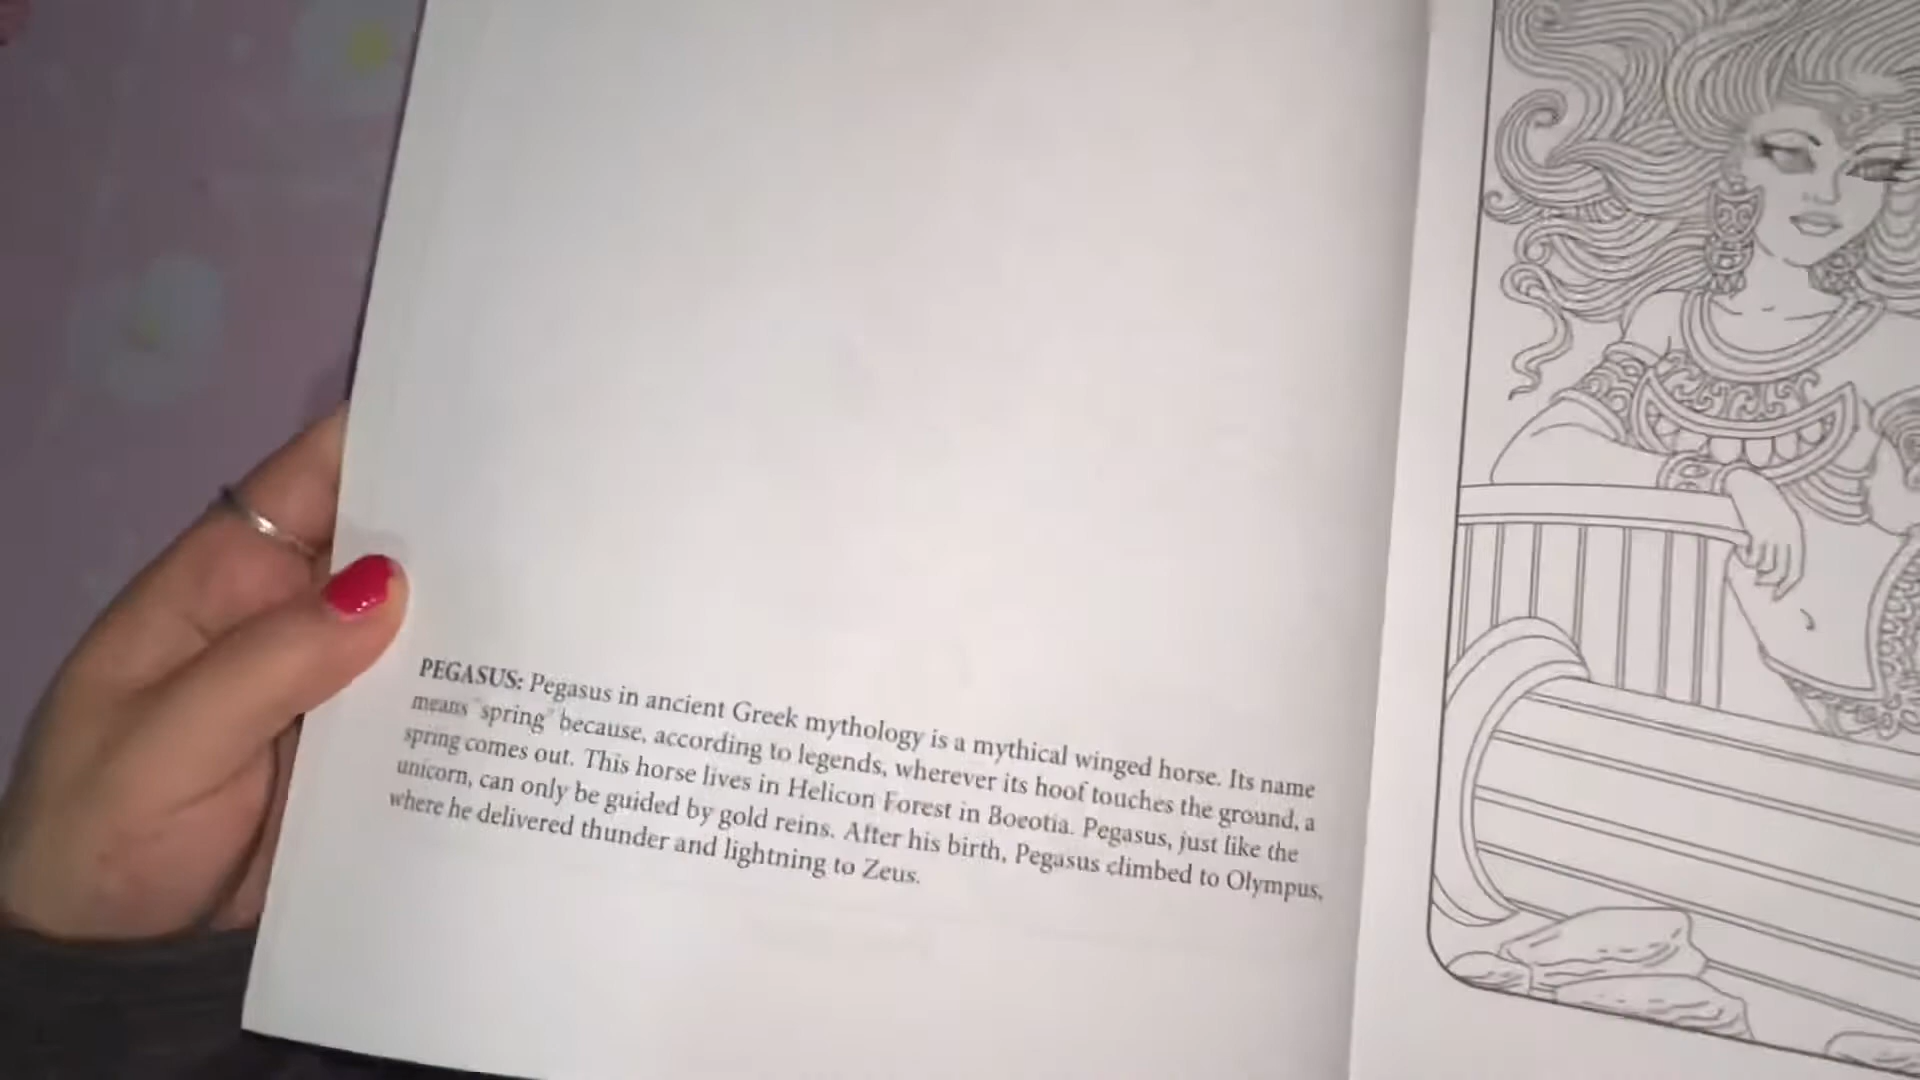 PEGASUS: Pegasus in ancient Greek mythology is a mythical winged horse. Its name
means "spring" because, according to legends, wherever its hoof touches the ground, a
spring comes out. This horse lives in Helicon Forest in Boeotia. Pegasus, just like the
unicorn, can only be guided by gold reins. After his birth, Pegasus climbed to Olympus,
where he delivered thunder and lightning to Zeus.